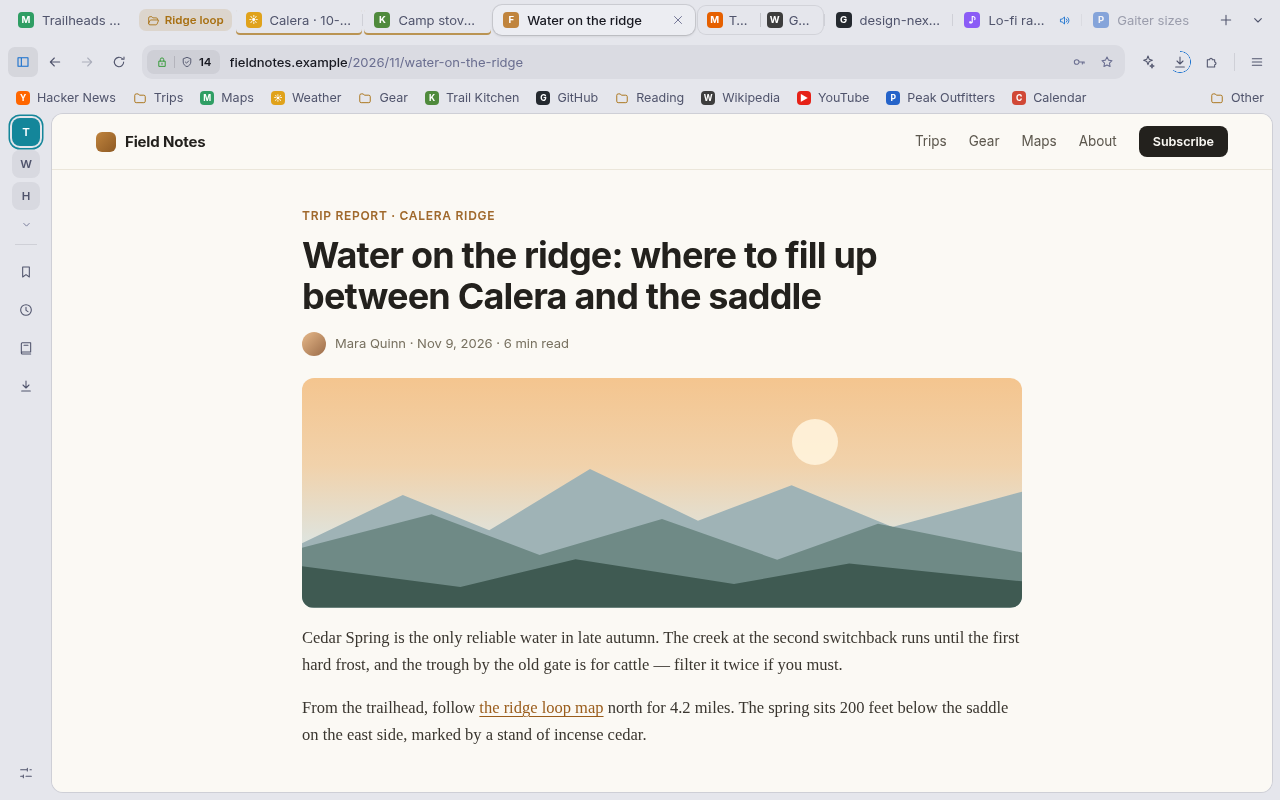 M Trailheads ...
Ridge loop
Calera · 10-...
K Camp stov...
F Water on the ridge
M T...
W G...
G design-nex...
Lo-fi ra...
P Gaiter sizes
14
fieldnotes.example/2026/11/water-on-the-ridge
Y Hacker News
Trips
M Maps
Weather
Gear
K Trail Kitchen
G GitHub
Reading
W Wikipedia
YouTube
P Peak Outfitters
C Calendar
Other
T
W
H
Field Notes
Trips
Gear
Maps
About
Subscribe
TRIP REPORT · CALERA RIDGE
Water on the ridge: where to fill up
between Calera and the saddle
Mara Quinn · Nov 9, 2026 · 6 min read
Cedar Spring is the only reliable water in late autumn. The creek at the second switchback runs until the first
hard frost, and the trough by the old gate is for cattle — filter it twice if you must.
From the trailhead, follow the ridge loop map north for 4.2 miles. The spring sits 200 feet below the saddle
on the east side, marked by a stand of incense cedar.